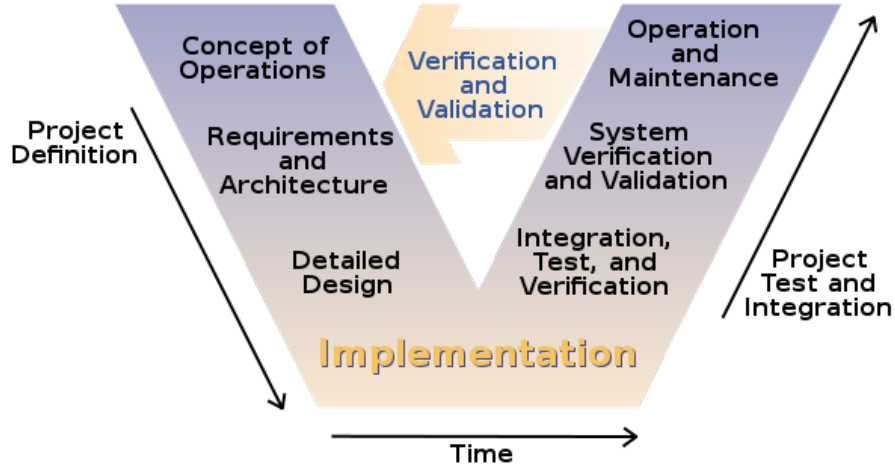 Concept of
Operations
Verification
and
Validation
Operation
and
Maintenance
Project
Definition
Requirements
and
Architecture
System
Verification
and Validation
Detailed
Design
Integration,
Test, and
Verification
Project
Test and
Integration
Implementation
Time